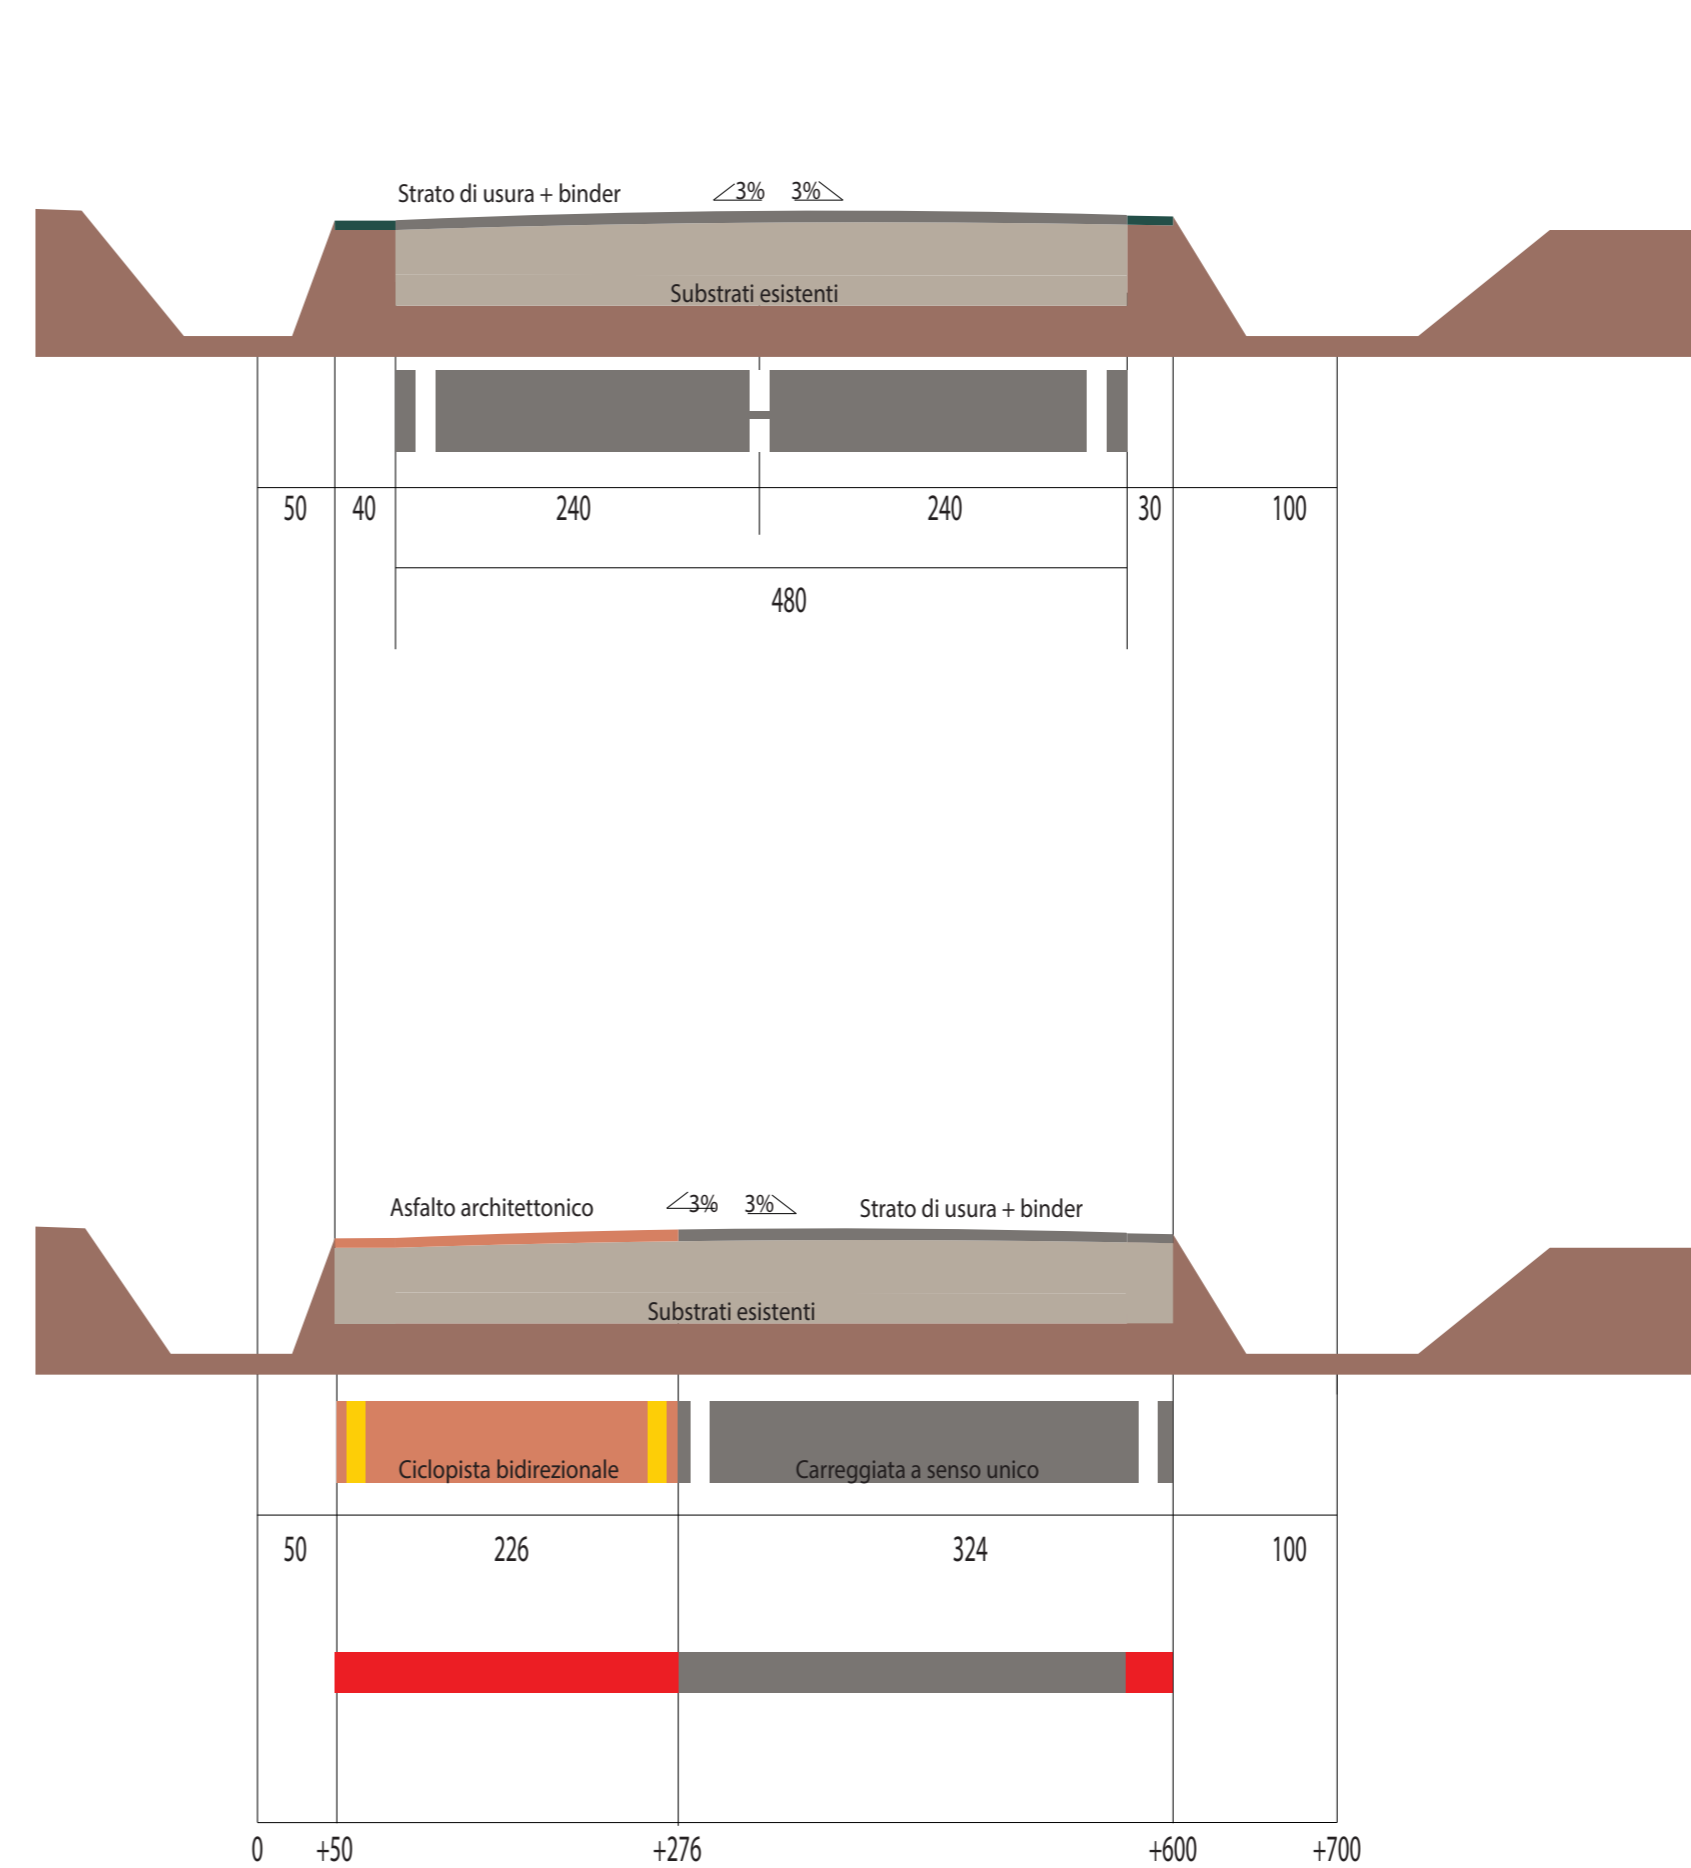 Strato di usura + binder 3% 3%
Substrati esistenti
50 40 240 240 30 100
480
Asfalto architettonico 3% 3% Strato di usura + binder
Substrati esistenti
Ciclopista bidirezionale Carreggiata a senso unico
50 226 324 100
0 +50 +276 +600 +700